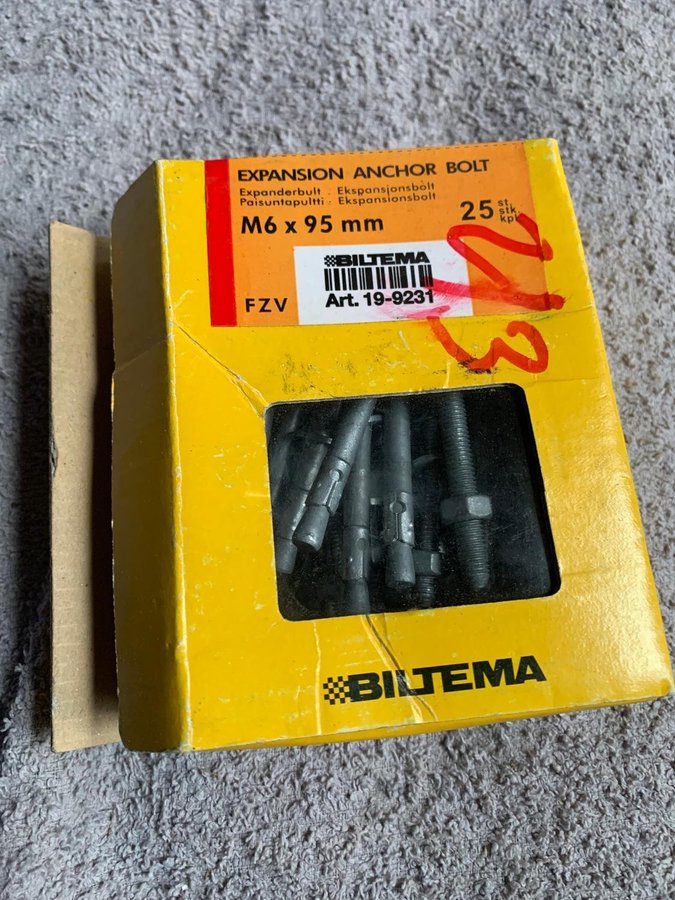 EXPANSION ANCHOR BOLT
Expanderbult . Ekspansjonsbolt
Paisuntapultti . Ekspansionsbolt
M6 x 95 mm
25 st.
stk
kpl
BILTEMA
FZV
Art. 19-9231
BILTEMA